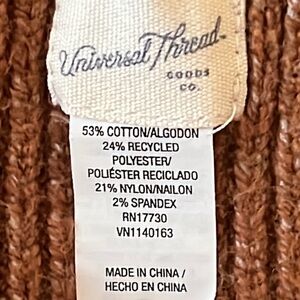 Universal Thread
GOODS
CO.
53% COTTON/ALGODON
24% RECYCLED
POLYESTER/
POLIÉSTER RECICLADO
21% NYLON/NAILON
2% SPANDEX
RN17730
VN1140163
MADE IN CHINA /
HECHO EN CHINA